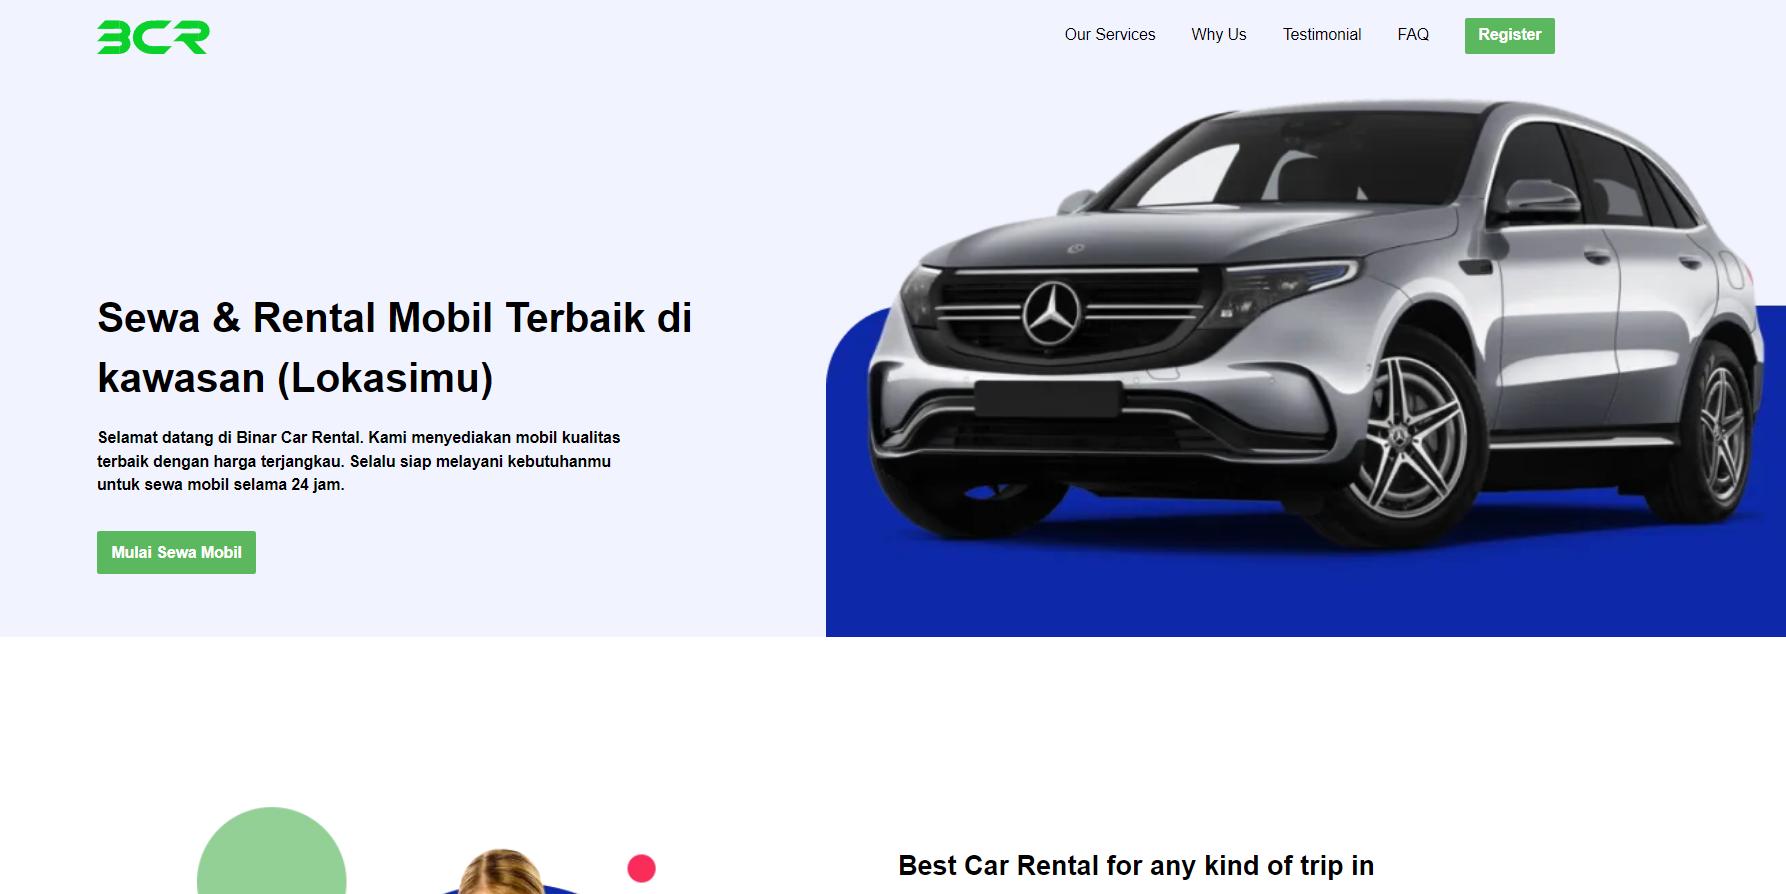 BCR
Our Services
Why Us
Testimonial
FAQ
Register
Sewa & Rental Mobil Terbaik di
kawasan (Lokasimu)
Selamat datang di Binar Car Rental. Kami menyediakan mobil kualitas
terbaik dengan harga terjangkau. Selalu siap melayani kebutuhanmu
untuk sewa mobil selama 24 jam.
Mulai Sewa Mobil
Best Car Rental for any kind of trip in